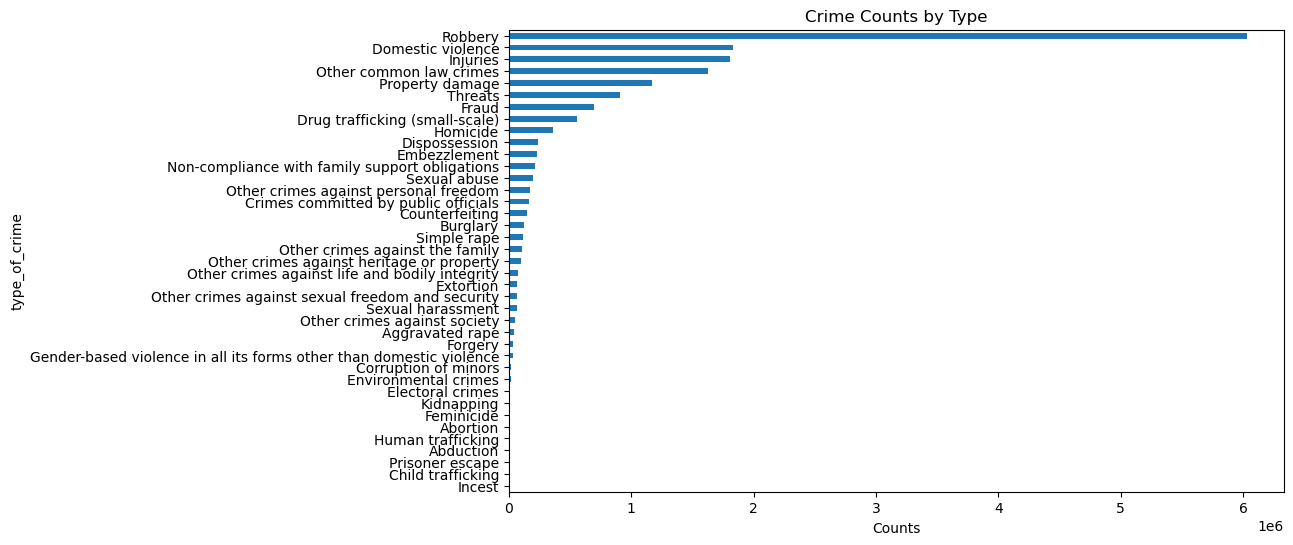 Crime Counts by Type
type_of_crime
Robbery
Domestic violence
Injuries
Other common law crimes
Property damage
Threats
Fraud
Drug trafficking (small-scale)
Homicide
Dispossession
Embezzlement
Non-compliance with family support obligations
Sexual abuse
Other crimes against personal freedom
Crimes committed by public officials
Counterfeiting
Burglary
Simple rape
Other crimes against the family
Other crimes against heritage or property
Other crimes against life and bodily integrity
Extortion
Other crimes against sexual freedom and security
Sexual harassment
Other crimes against society
Aggravated rape
Forgery
Gender-based violence in all its forms other than domestic violence
Corruption of minors
Environmental crimes
Electoral crimes
Kidnapping
Feminicide
Abortion
Human trafficking
Abduction
Prisoner escape
Child trafficking
Incest
0 1 2 3 4 5 6
1e6
Counts